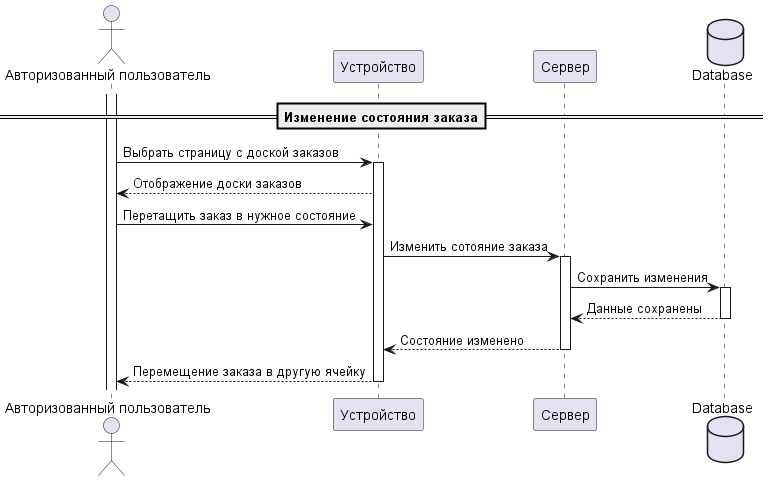 Авторизованный пользователь
Устройство
Сервер
Database
Изменение состояния заказа
Выбрать страницу с доской заказов
Отображение доски заказов
Перетащить заказ в нужное состояние
Изменить сотояние заказа
Сохранить изменения
Данные сохранены
Состояние изменено
Перемещение заказа в другую ячейку
Авторизованный пользователь
Устройство
Сервер
Database